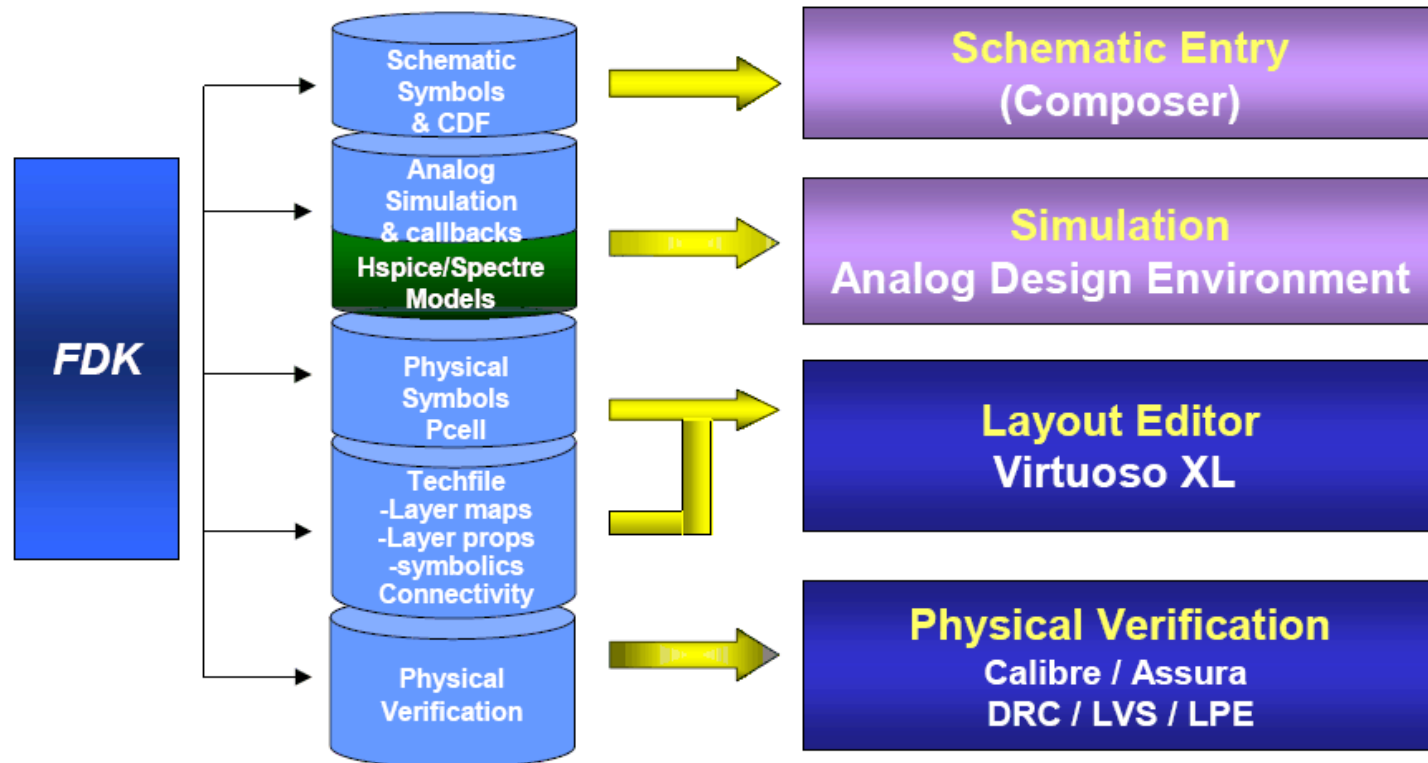 FDK
Schematic
Symbols
& CDF
Analog
Simulation
& callbacks
Hspice/Spectre
Models
Physical
Symbols
Pcell
Techfile
-Layer maps
-Layer props
-symbolics
Connectivity
Physical
Verification
Schematic Entry
(Composer)
Simulation
Analog Design Environment
Layout Editor
Virtuoso XL
Physical Verification
Calibre / Assura
DRC / LVS / LPE